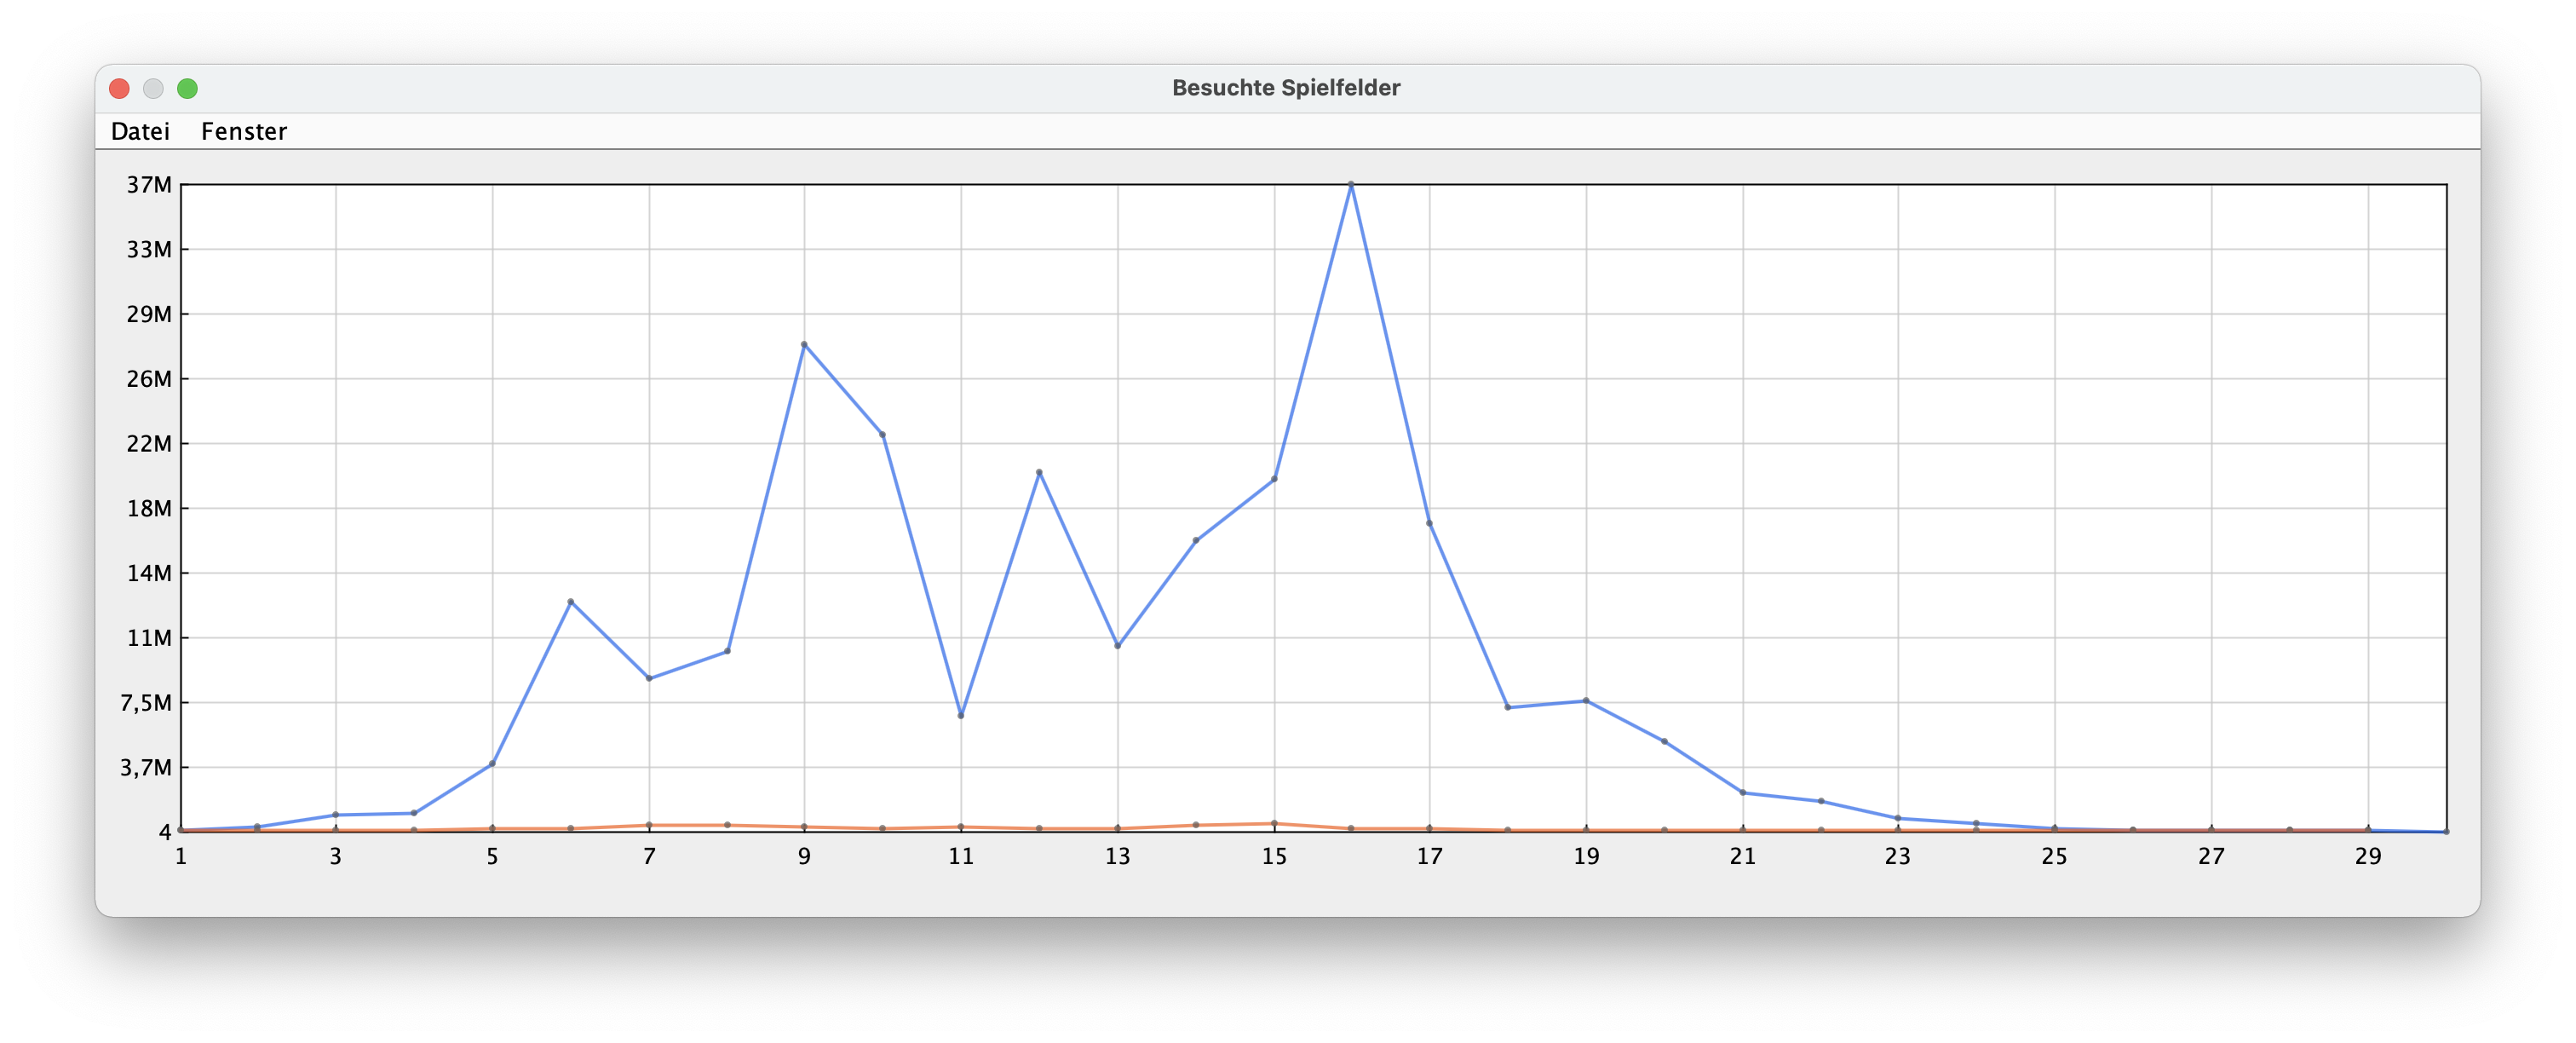 Besuchte Spielfelder
Datei Fenster
37M
33M
29M
26M
22M
18M
14M
11M
7,5M
3,7M
4
1 3 5 7 9 11 13 15 17 19 21 23 25 27 29